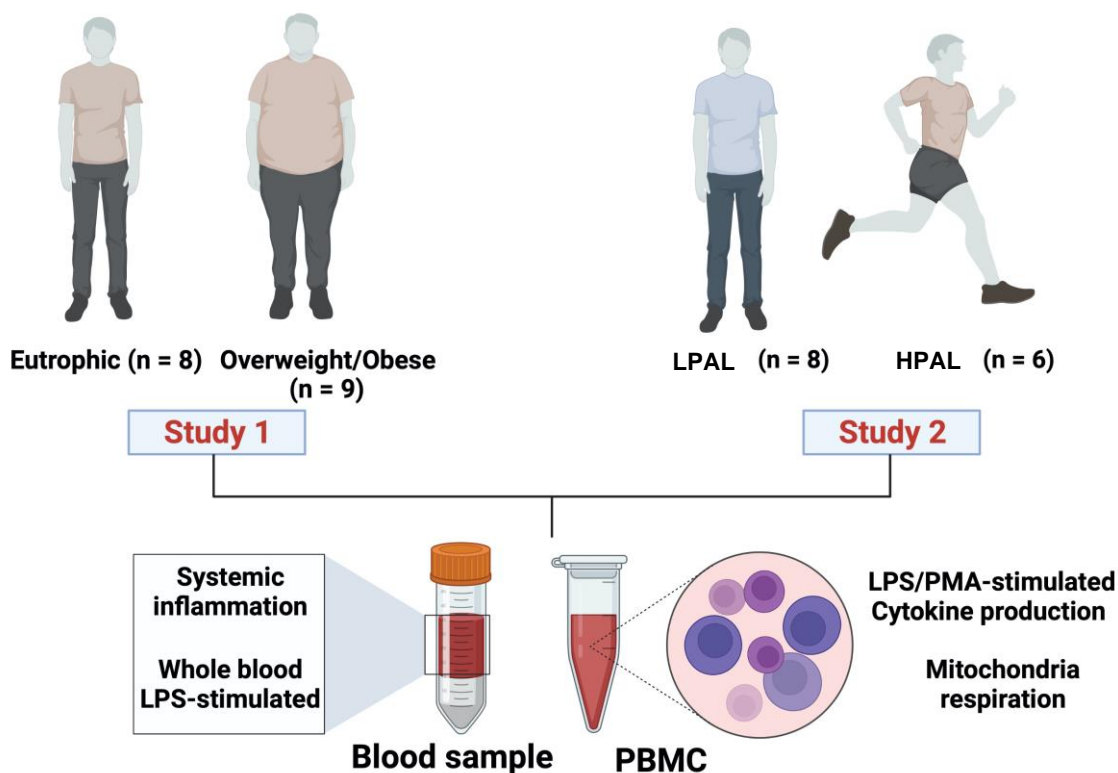 Eutrophic (n = 8) Overweight/Obese
(n = 9)
LPAL (n = 8) HPAL (n = 6)
Study 1
Study 2
Systemic
inflammation
Whole blood
LPS-stimulated
Blood sample
PBMC
LPS/PMA-stimulated
Cytokine production
Mitochondria
respiration